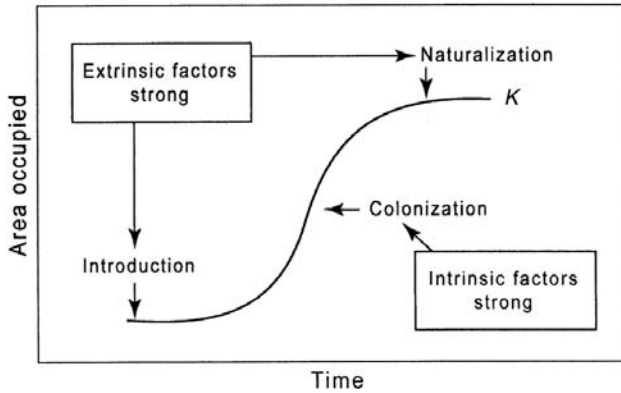 Extrinsic factors
strong
Naturalization
K
Colonization
Introduction
Intrinsic factors
strong
Area occupied
Time